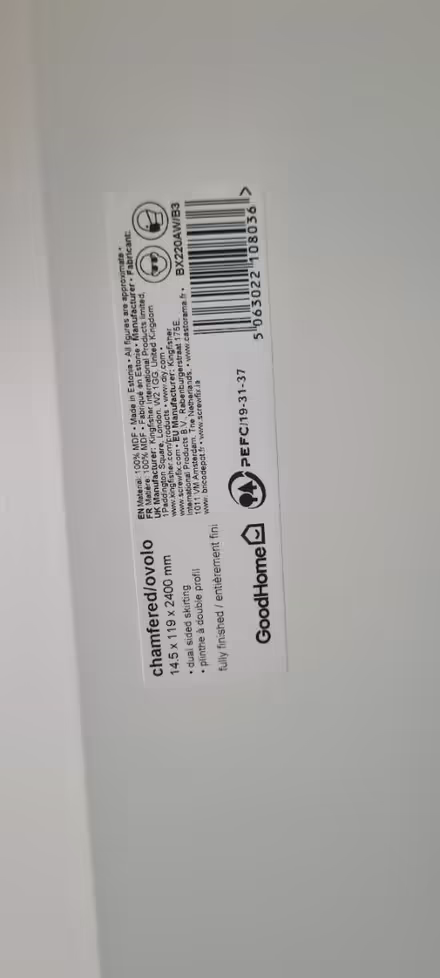 chamfered/ovolo
14.5 x 119 x 2400 mm
• dual sided skirting
• plinthe à double profil
fully finished / entièrement fini
GoodHome
EN Material: 100% MDF • Made in Estonia • All figures are approximate •
FR Matière: 100% MDF • Fabriqué en Estonie • Manufacturer • Fabricant:
UK Manufacturer: Kingfisher International Products Limited,
1 Paddington Square, London, W2 1GG, United Kingdom
www.kingfisher.com/products • www.diy.com •
www.screwfix.com • EU Manufacturer: Kingfisher
International Products B.V., Rapenburgerstraat 175E,
1011 VM Amsterdam, The Netherlands. • www.castorama.fr •
www.bricodepot.fr • www.screwfix.ie
PEFC/19-31-37
BX220AW/B3
5 063022 108036 >